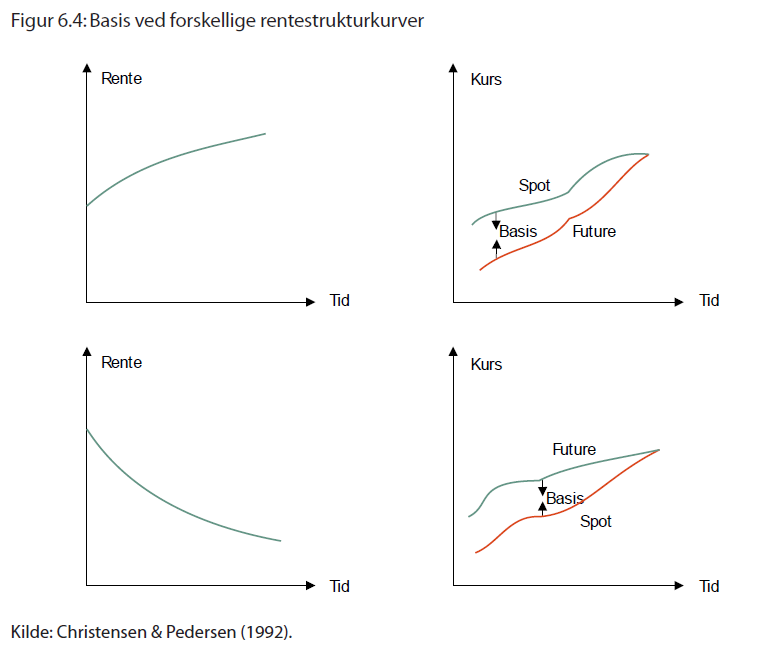 Figur 6.4: Basis ved forskellige rentestrukturkurver
Rente
Tid
Kurs
Spot
Basis
Future
Tid
Rente
Tid
Kurs
Future
Basis
Spot
Tid
Kilde: Christensen & Pedersen (1992).